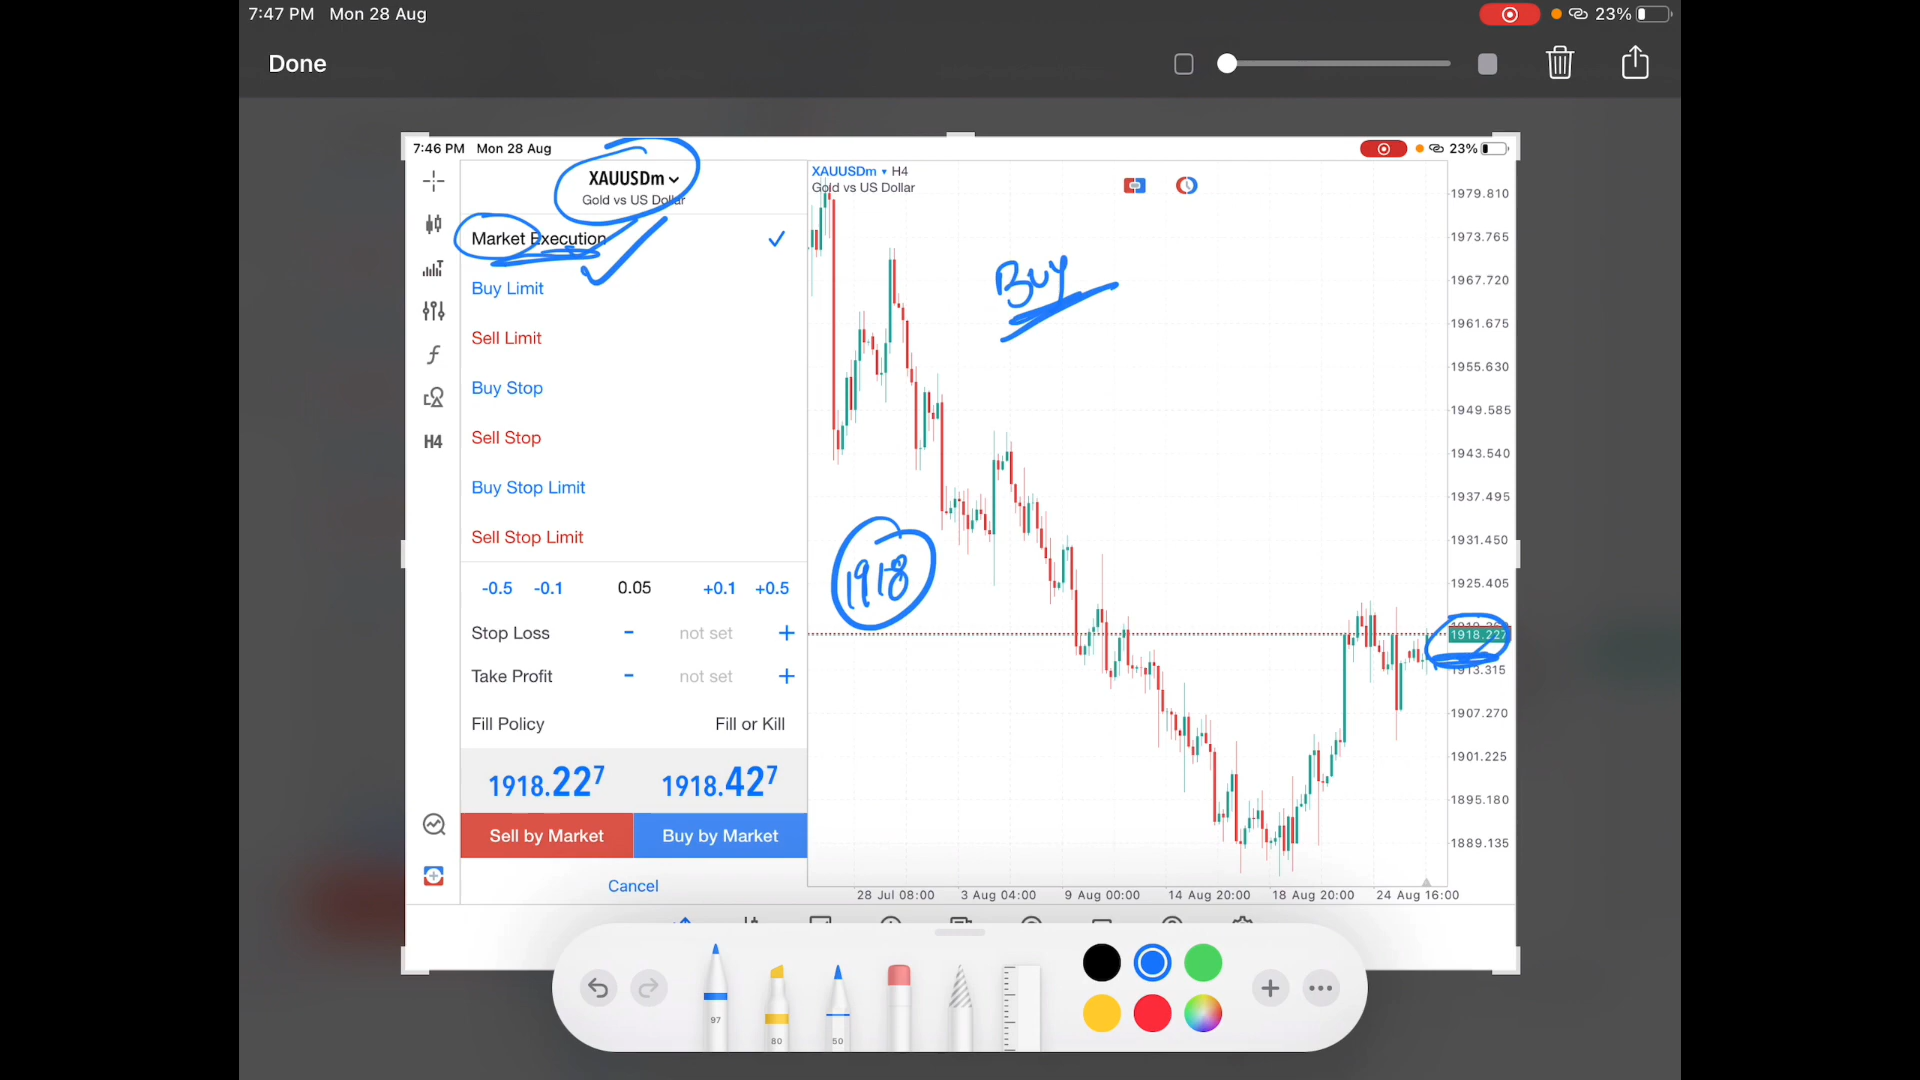 7:47 PM Mon 28 Aug
23%
Done
7:46 PM Mon 28 Aug
23%
XAUUSDm
Gold vs US Dollar
Market Execution
Buy Limit
Sell Limit
Buy Stop
Sell Stop
Buy Stop Limit
Sell Stop Limit
-0.5 -0.1 0.05 +0.1 +0.5
Stop Loss - not set +
Take Profit - not set +
Fill Policy Fill or Kill
1918.227 1918.427
Sell by Market Buy by Market
Cancel
H4
XAUUSDm H4
Gold vs US Dollar
Buy
1918
1979.810
1973.765
1967.720
1961.675
1955.630
1949.585
1943.540
1937.495
1931.450
1925.405
1918.227
1913.315
1907.270
1901.225
1895.180
1889.135
28 Jul 08:00 3 Aug 04:00 9 Aug 00:00 14 Aug 20:00 18 Aug 20:00 24 Aug 16:00
97 80 50